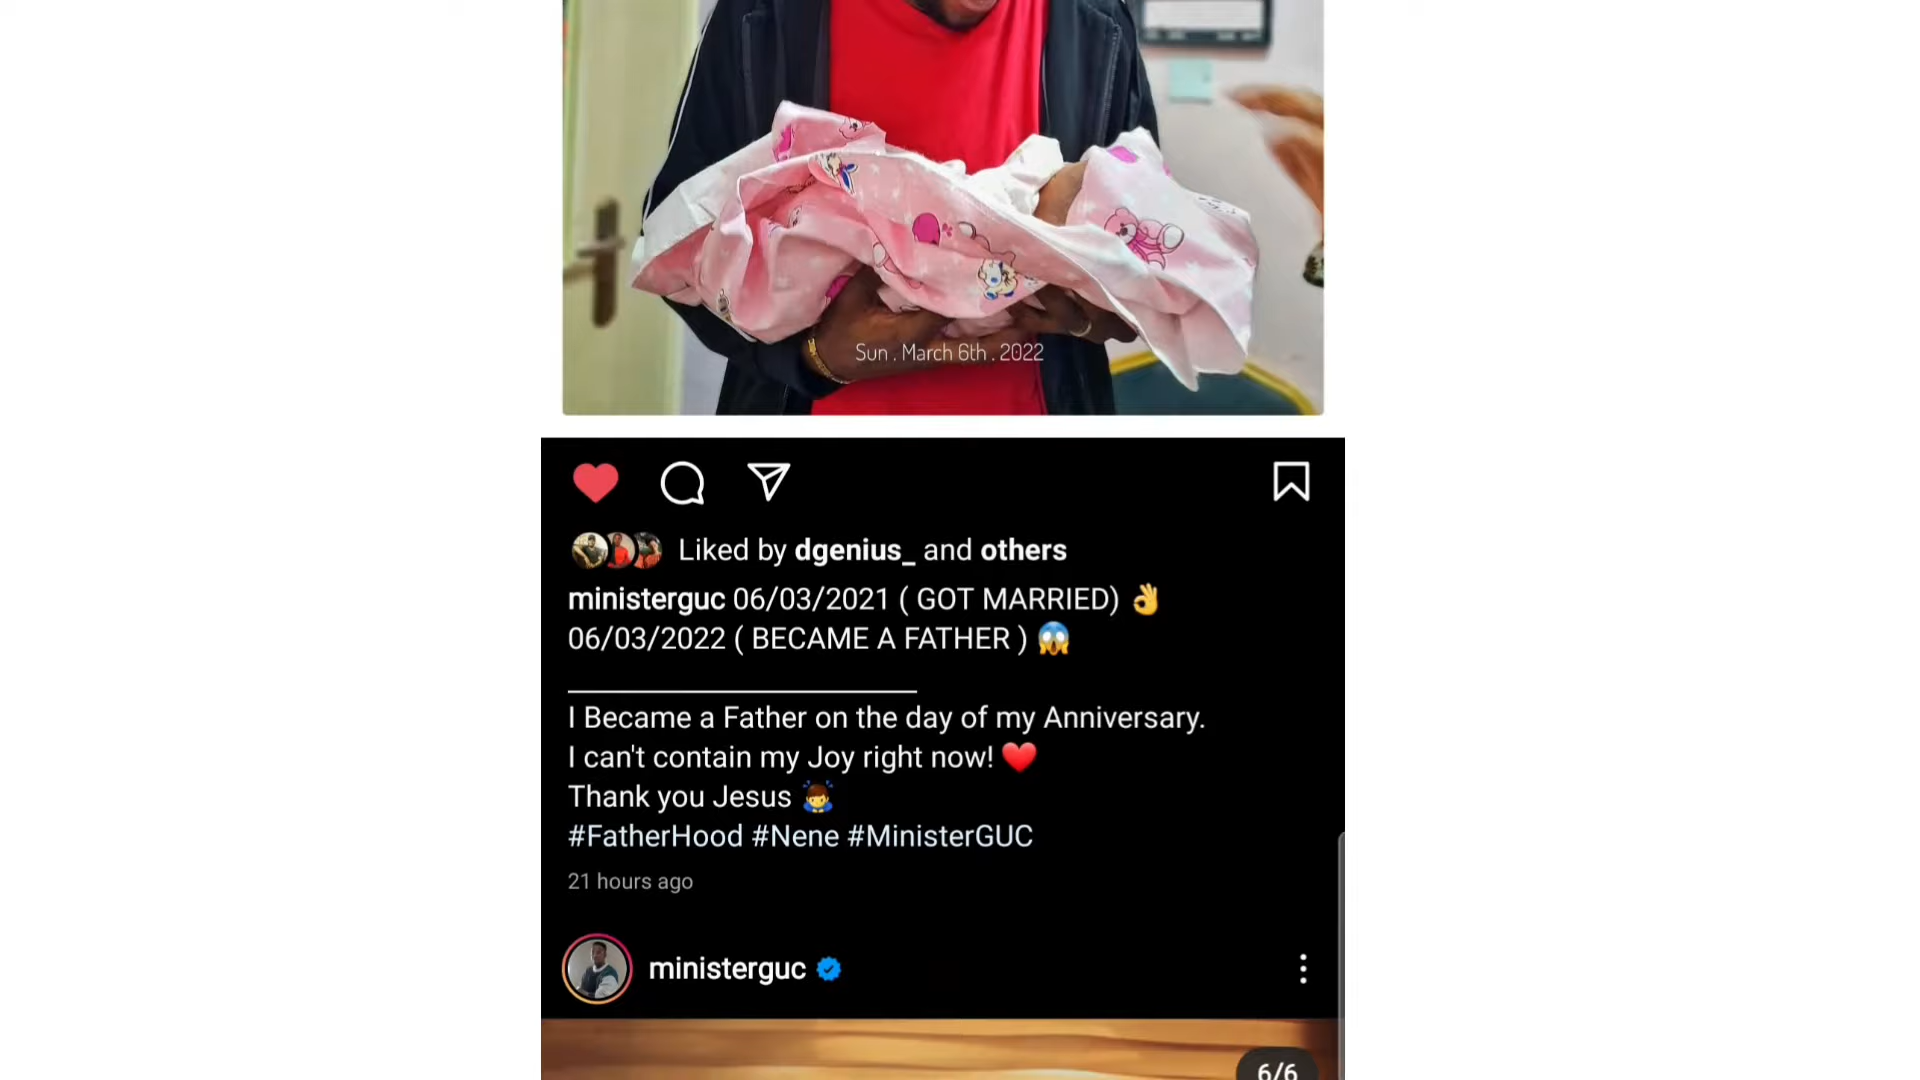 Sun . March 6th . 2022
Liked by dgenius_ and others
ministerguc 06/03/2021 ( GOT MARRIED) 👌
06/03/2022 ( BECAME A FATHER ) 😱
_______________________
I Became a Father on the day of my Anniversary.
I can't contain my Joy right now! ❤️
Thank you Jesus 🙇‍♂️
#FatherHood #Nene #MinisterGUC
21 hours ago
ministerguc
6/6